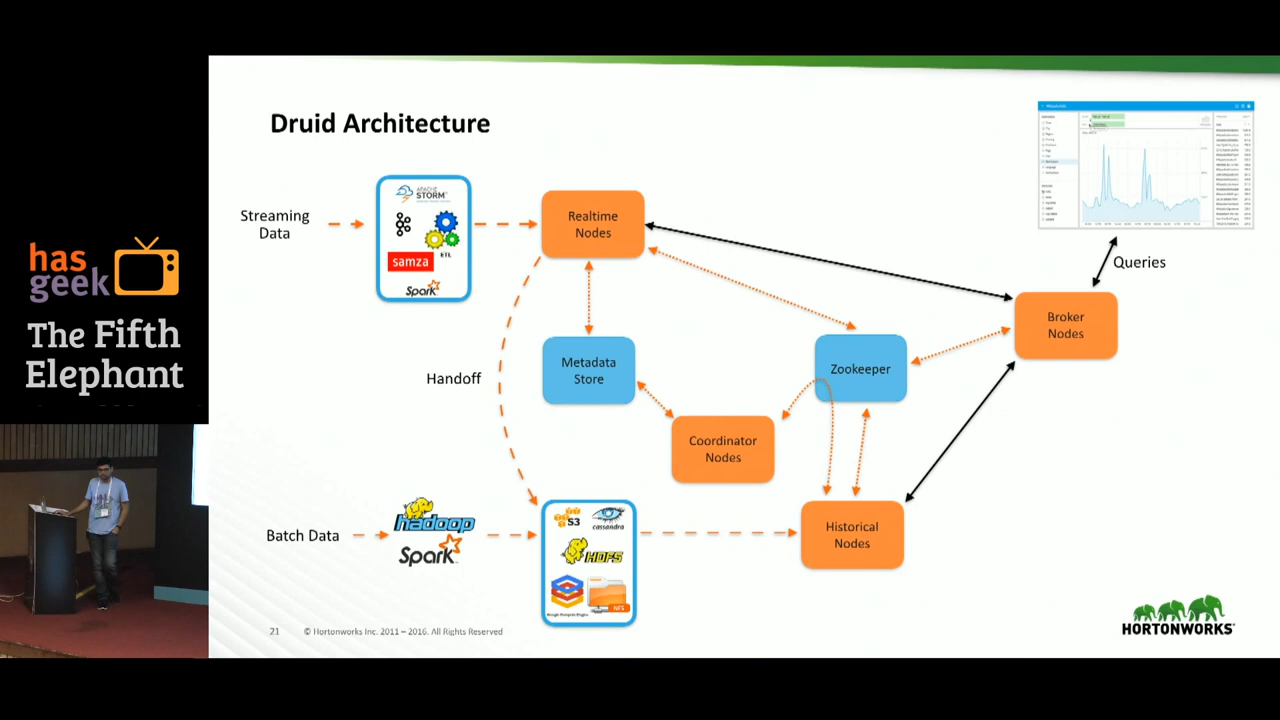 Druid Architecture
Streaming
Data
APACHE
STORM
samza
ETL
Spark
Realtime
Nodes
Queries
Broker
Nodes
Metadata
Store
Zookeeper
Handoff
Coordinator
Nodes
Batch Data
hadoop
Spark
S3
cassandra
HDFS
NFS
Historical
Nodes
21
© Hortonworks Inc. 2011 – 2016. All Rights Reserved
HORTONWORKS
has
geek
The Fifth
Elephant